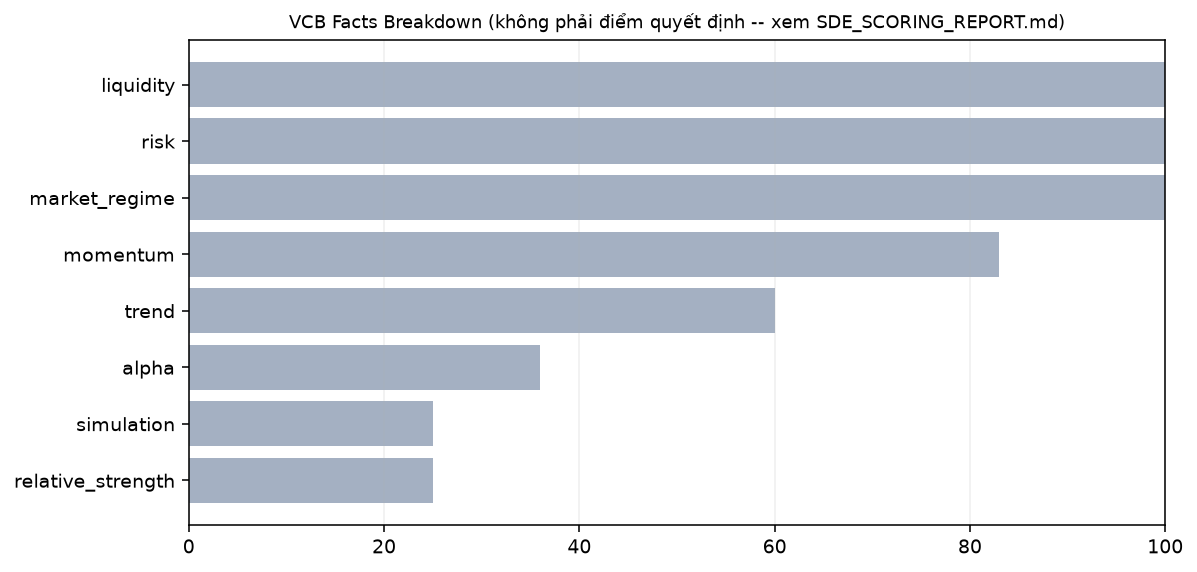 VCB Facts Breakdown (không phải điểm quyết định -- xem SDE_SCORING_REPORT.md)
liquidity
risk
market_regime
momentum
trend
alpha
simulation
relative_strength
0 20 40 60 80 100